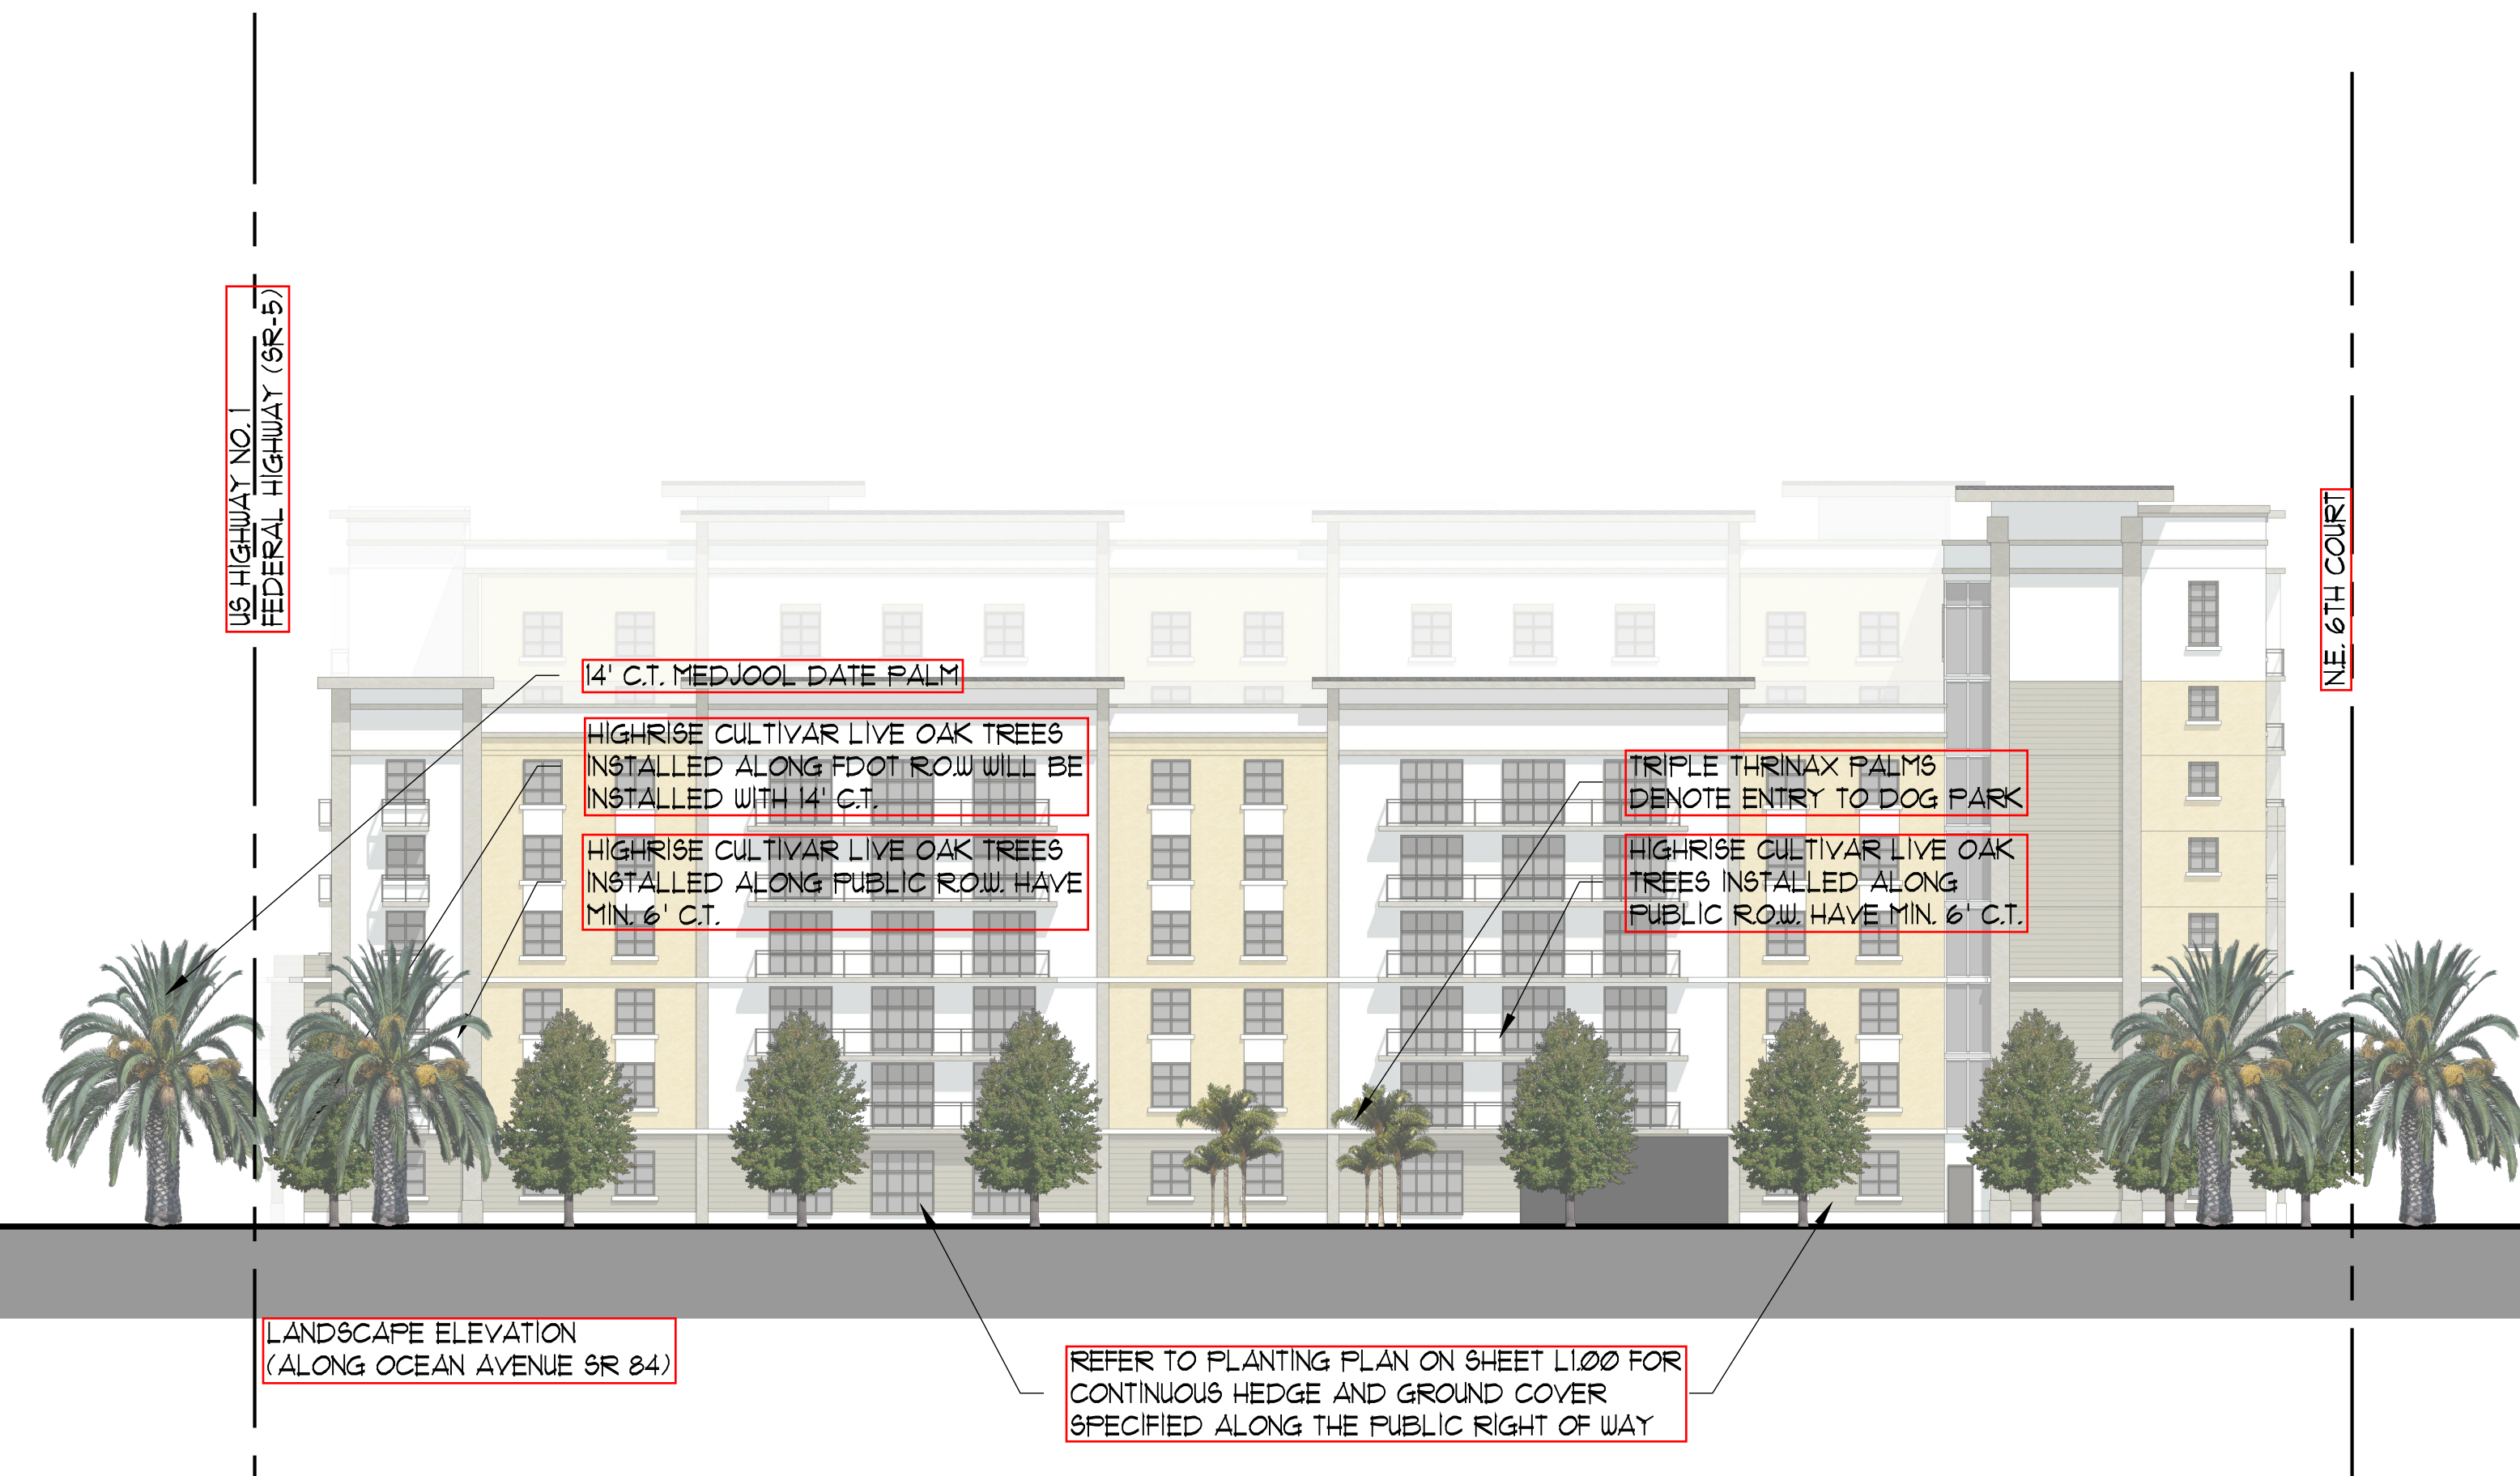 US HIGHWAY NO. 1
FEDERAL HIGHWAY (SR-5)
N.E. 6TH COURT
14' C.T. MEDJOOL DATE PALM
HIGHRISE CULTIVAR LIVE OAK TREES
INSTALLED ALONG FDOT R.O.W WILL BE
INSTALLED WITH 14' C.T.
HIGHRISE CULTIVAR LIVE OAK TREES
INSTALLED ALONG PUBLIC R.O.W. HAVE
MIN. 6' C.T.
TRIPLE THRINAX PALMS
DENOTE ENTRY TO DOG PARK
HIGHRISE CULTIVAR LIVE OAK
TREES INSTALLED ALONG
PUBLIC R.O.W. HAVE MIN. 6' C.T.
LANDSCAPE ELEVATION
(ALONG OCEAN AVENUE SR 84)
REFER TO PLANTING PLAN ON SHEET L1.00 FOR
CONTINUOUS HEDGE AND GROUND COVER
SPECIFIED ALONG THE PUBLIC RIGHT OF WAY